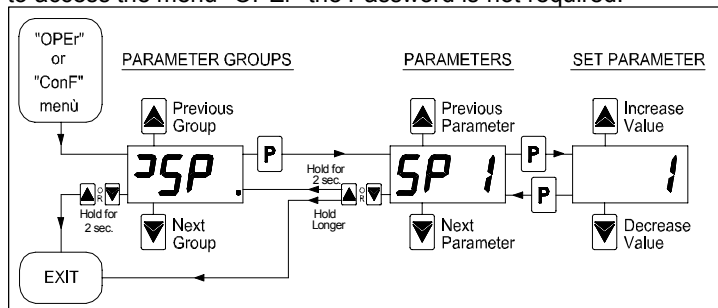 to access the menu "OPEr" the Password is not required.
"OPEr"
or
"ConF"
menù
PARAMETER GROUPS
PARAMETERS
SET PARAMETER
Previous
Group
Previous
Parameter
Increase
Value
P
P
P
SP.
SP 1
1
Hold for
2 sec.
OR
Hold
Longer
OR
Hold for
2 sec.
Next
Group
Next
Parameter
Decrease
Value
EXIT